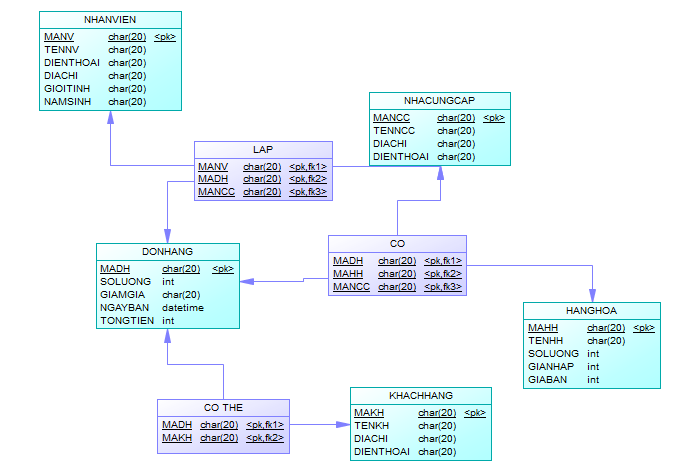 NHANVIEN
MANV char(20) <pk>
TENNV char(20)
DIENTHOAI char(20)
DIACHI char(20)
GIOITINH char(20)
NAMSINH char(20)
NHACUNGCAP
MANCC char(20) <pk>
TENNCC char(20)
DIACHI char(20)
DIENTHOAI char(20)
LAP
MANV char(20) <pk,fk1>
MADH char(20) <pk,fk2>
MANCC char(20) <pk,fk3>
CO
MADH char(20) <pk,fk1>
MAHH char(20) <pk,fk2>
MANCC char(20) <pk,fk3>
DONHANG
MADH char(20) <pk>
SOLUONG int
GIAMGIA char(20)
NGAYBAN datetime
TONGTIEN int
HANGHOA
MAHH char(20) <pk>
TENHH char(20)
SOLUONG int
GIANHAP int
GIABAN int
CO THE
MADH char(20) <pk,fk1>
MAKH char(20) <pk,fk2>
KHACHHANG
MAKH char(20) <pk>
TENKH char(20)
DIACHI char(20)
DIENTHOAI char(20)